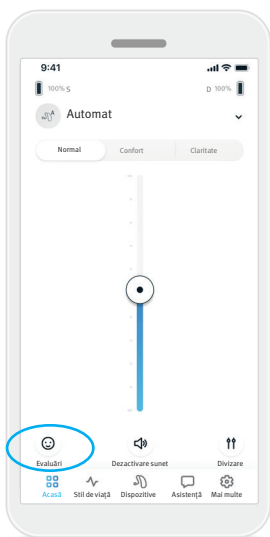 9:41
100% S D 100%
Automat
Normal Confort Claritate
Evaluări Dezactivare sunet Divizare
Acasă Stil de viață Dispozitive Asistență Mai multe